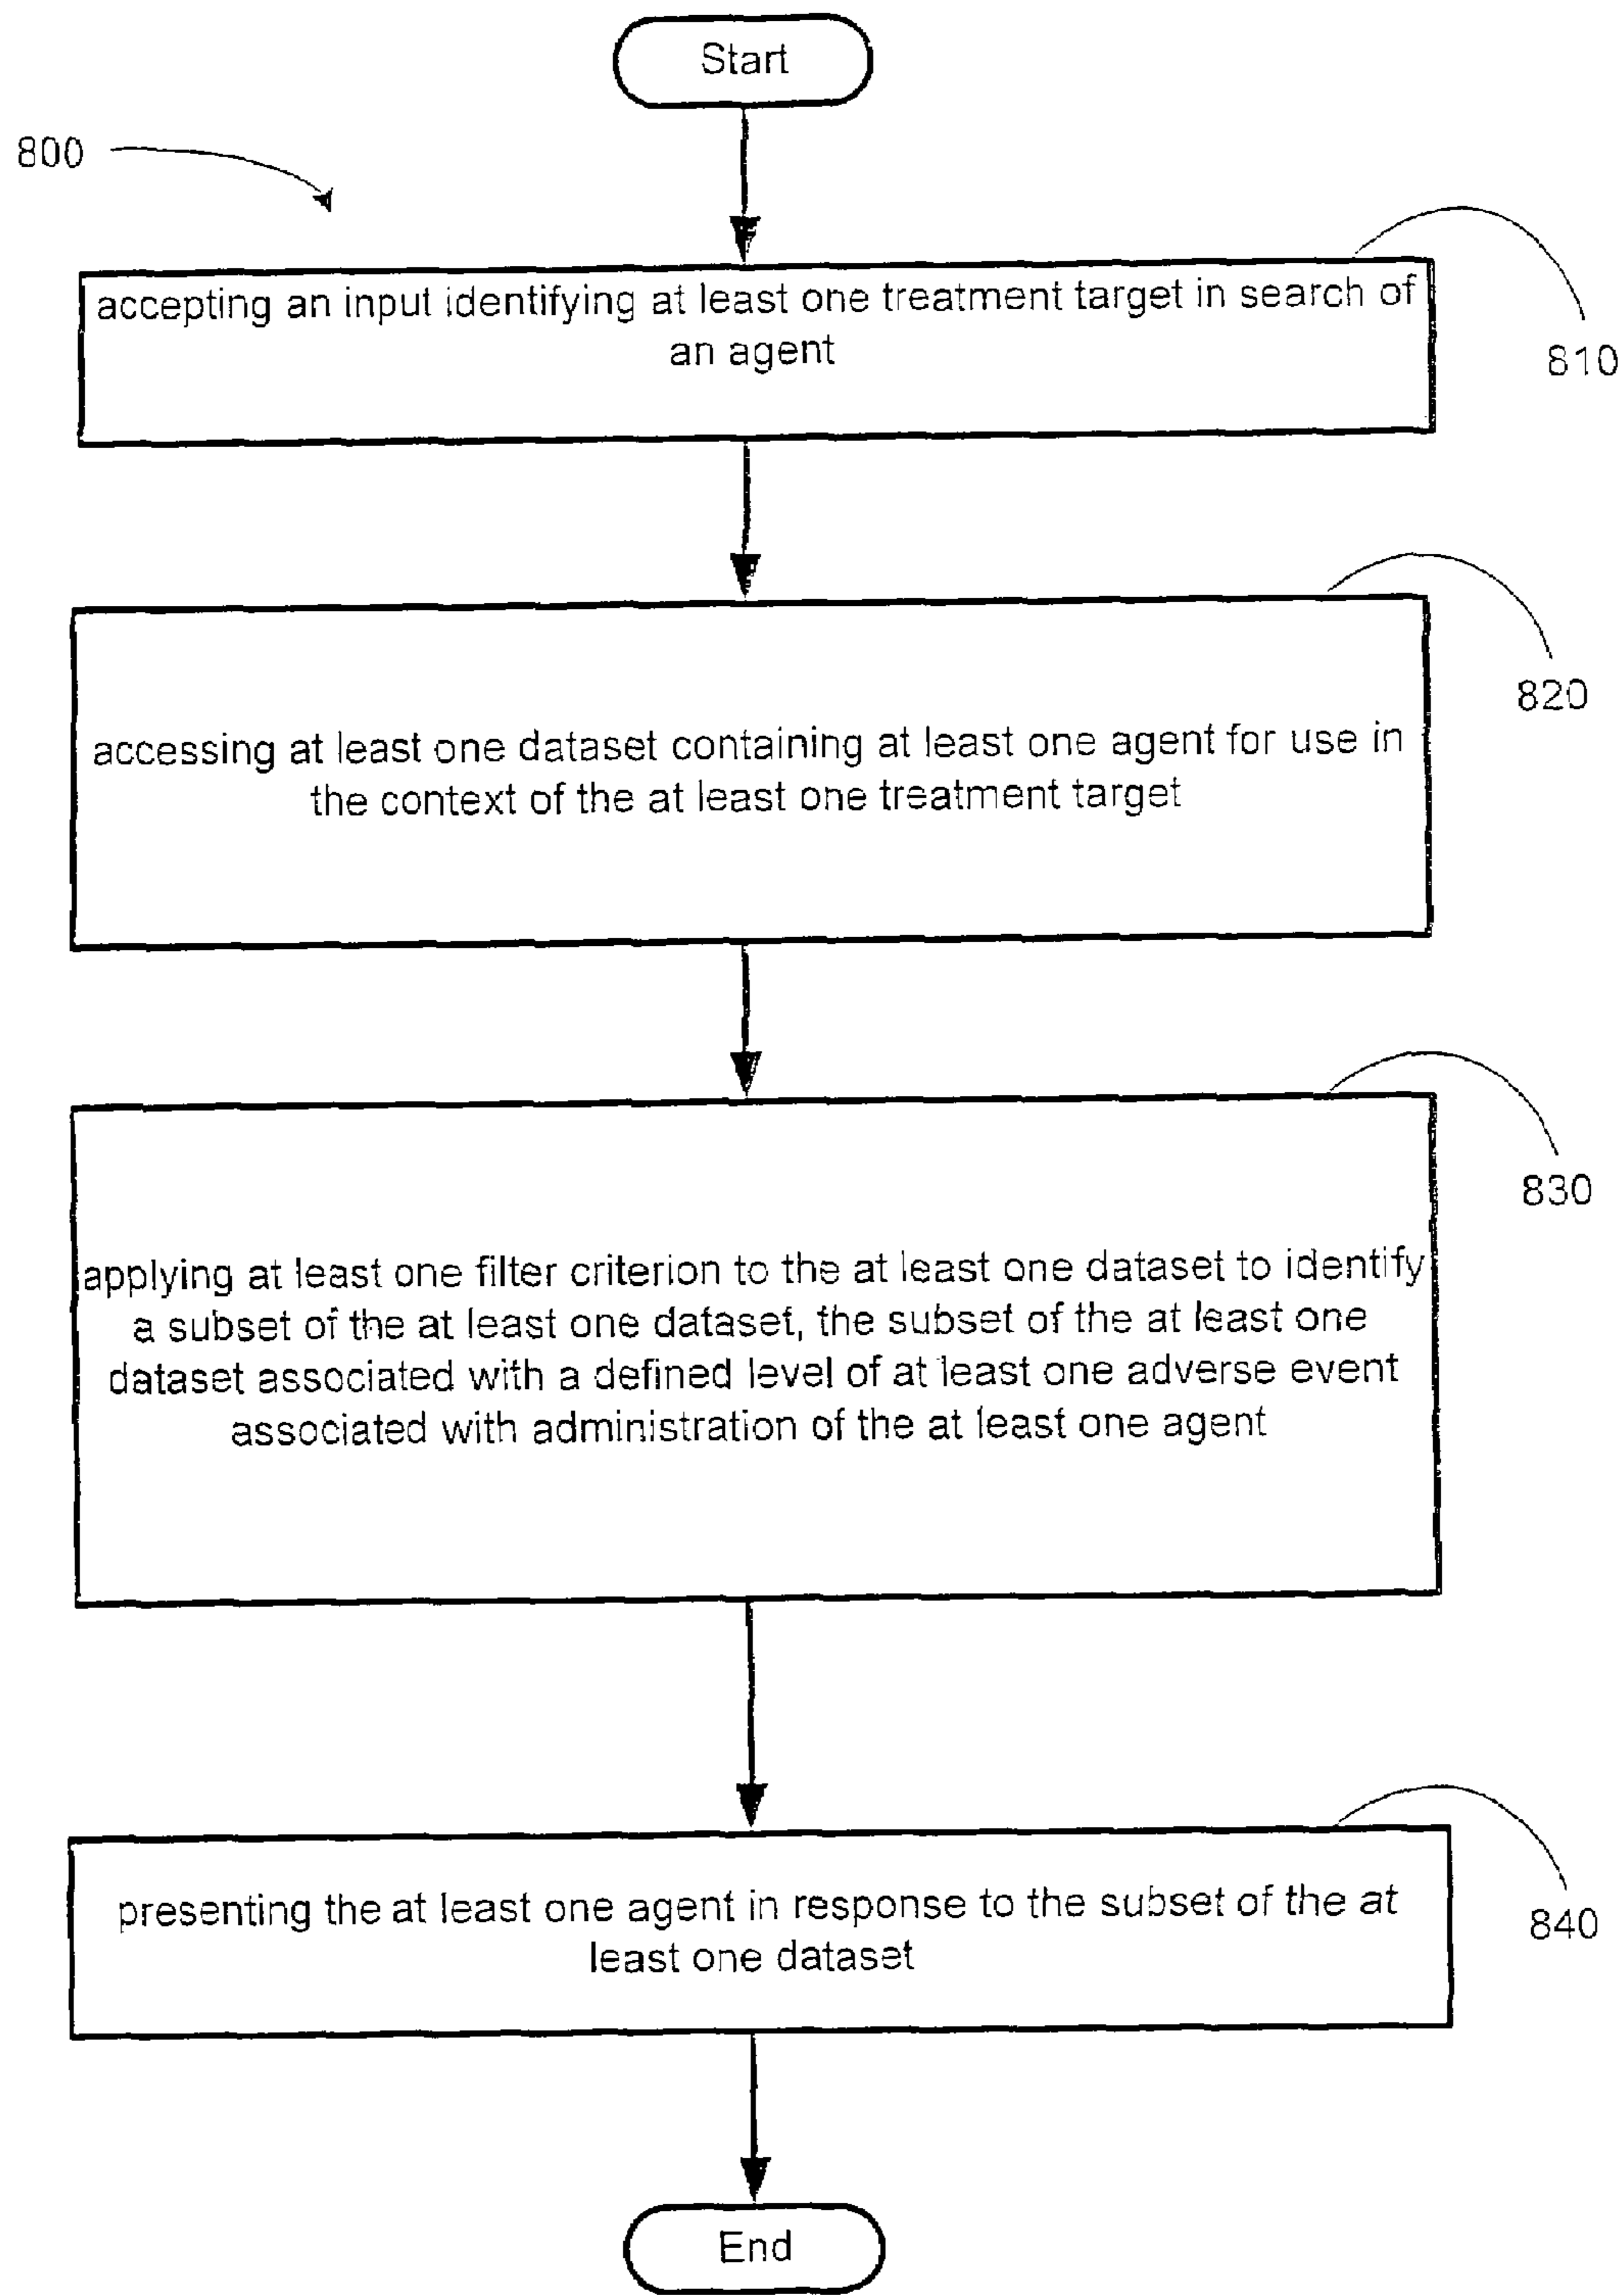 Start
800
accepting an input identifying at least one treatment target in search of
an agent
810
820
accessing at least one dataset containing at least one agent for use in
the context of the at least one treatment target
830
applying at least one filter criterion to the at least one dataset to identify
a subset of the at least one dataset, the subset of the at least one
dataset associated with a defined level of at least one adverse event
associated with administration of the at least one agent
presenting the at least one agent in response to the subset of the at
least one dataset
840
End